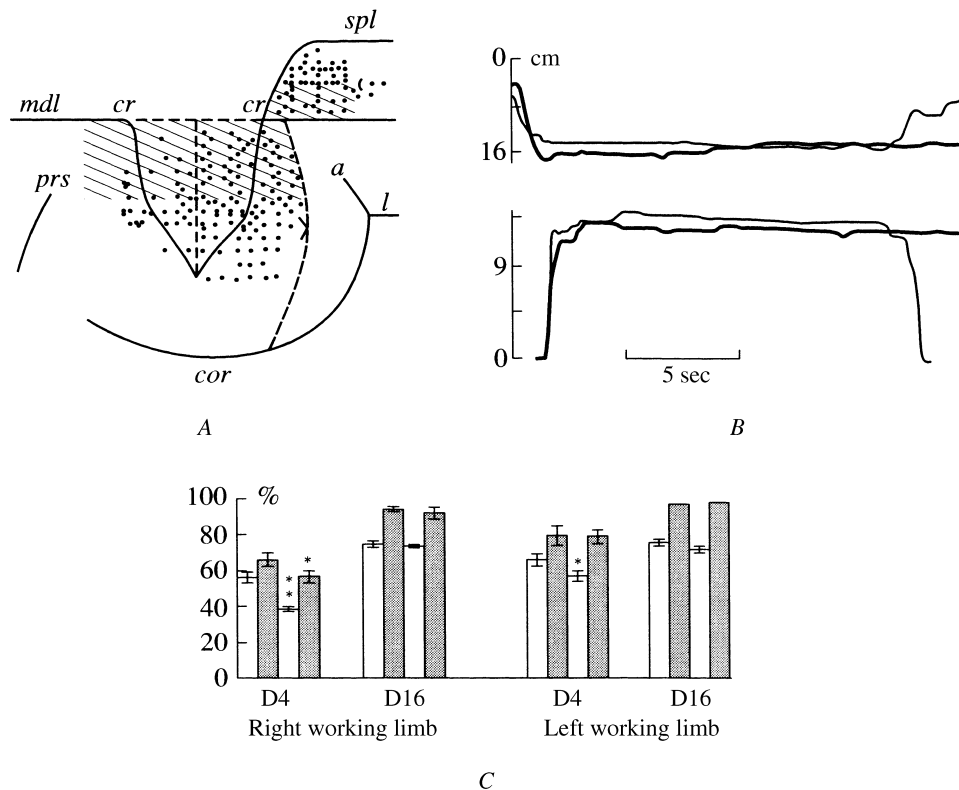 spl
mdl cr cr
prs
a
l
cor
A
0 cm
16
9
0
5 sec
B
100 %
80
60
40
20
0
* * * *
D4 D16 D4 D16
Right working limb Left working limb
C